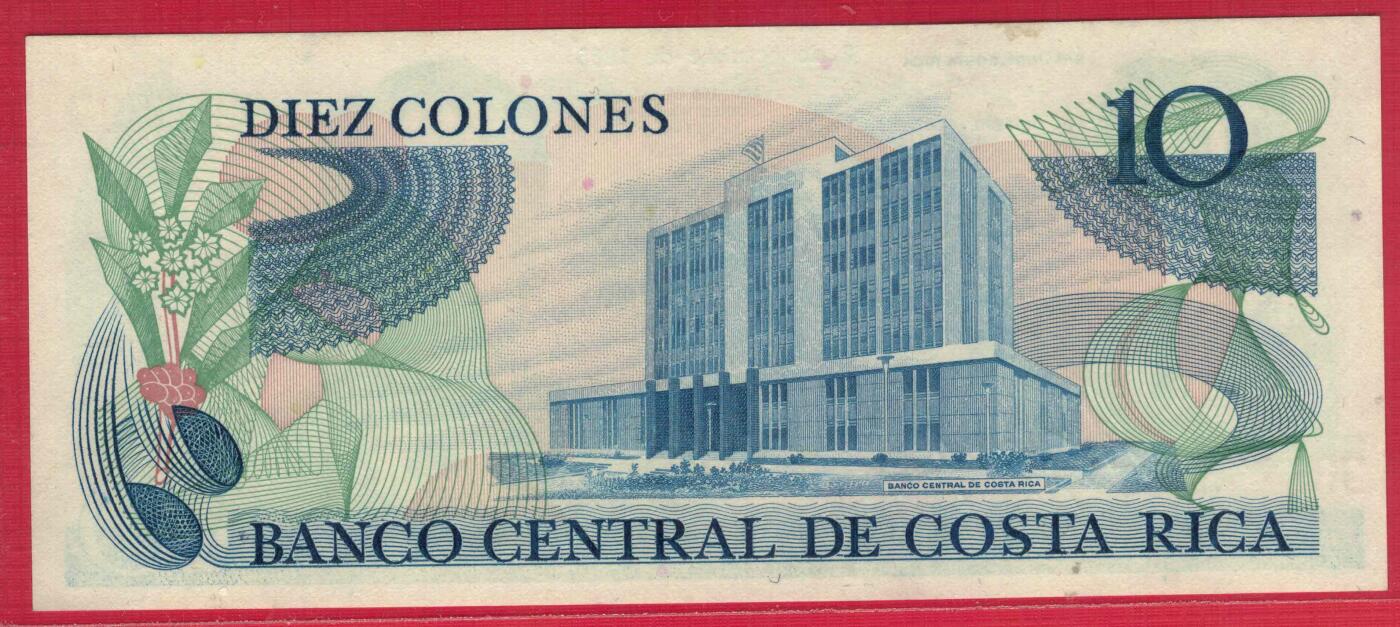 DIEZ COLONES
10
BANCO CENTRAL DE COSTA RICA
BANCO CENTRAL DE COSTA RICA